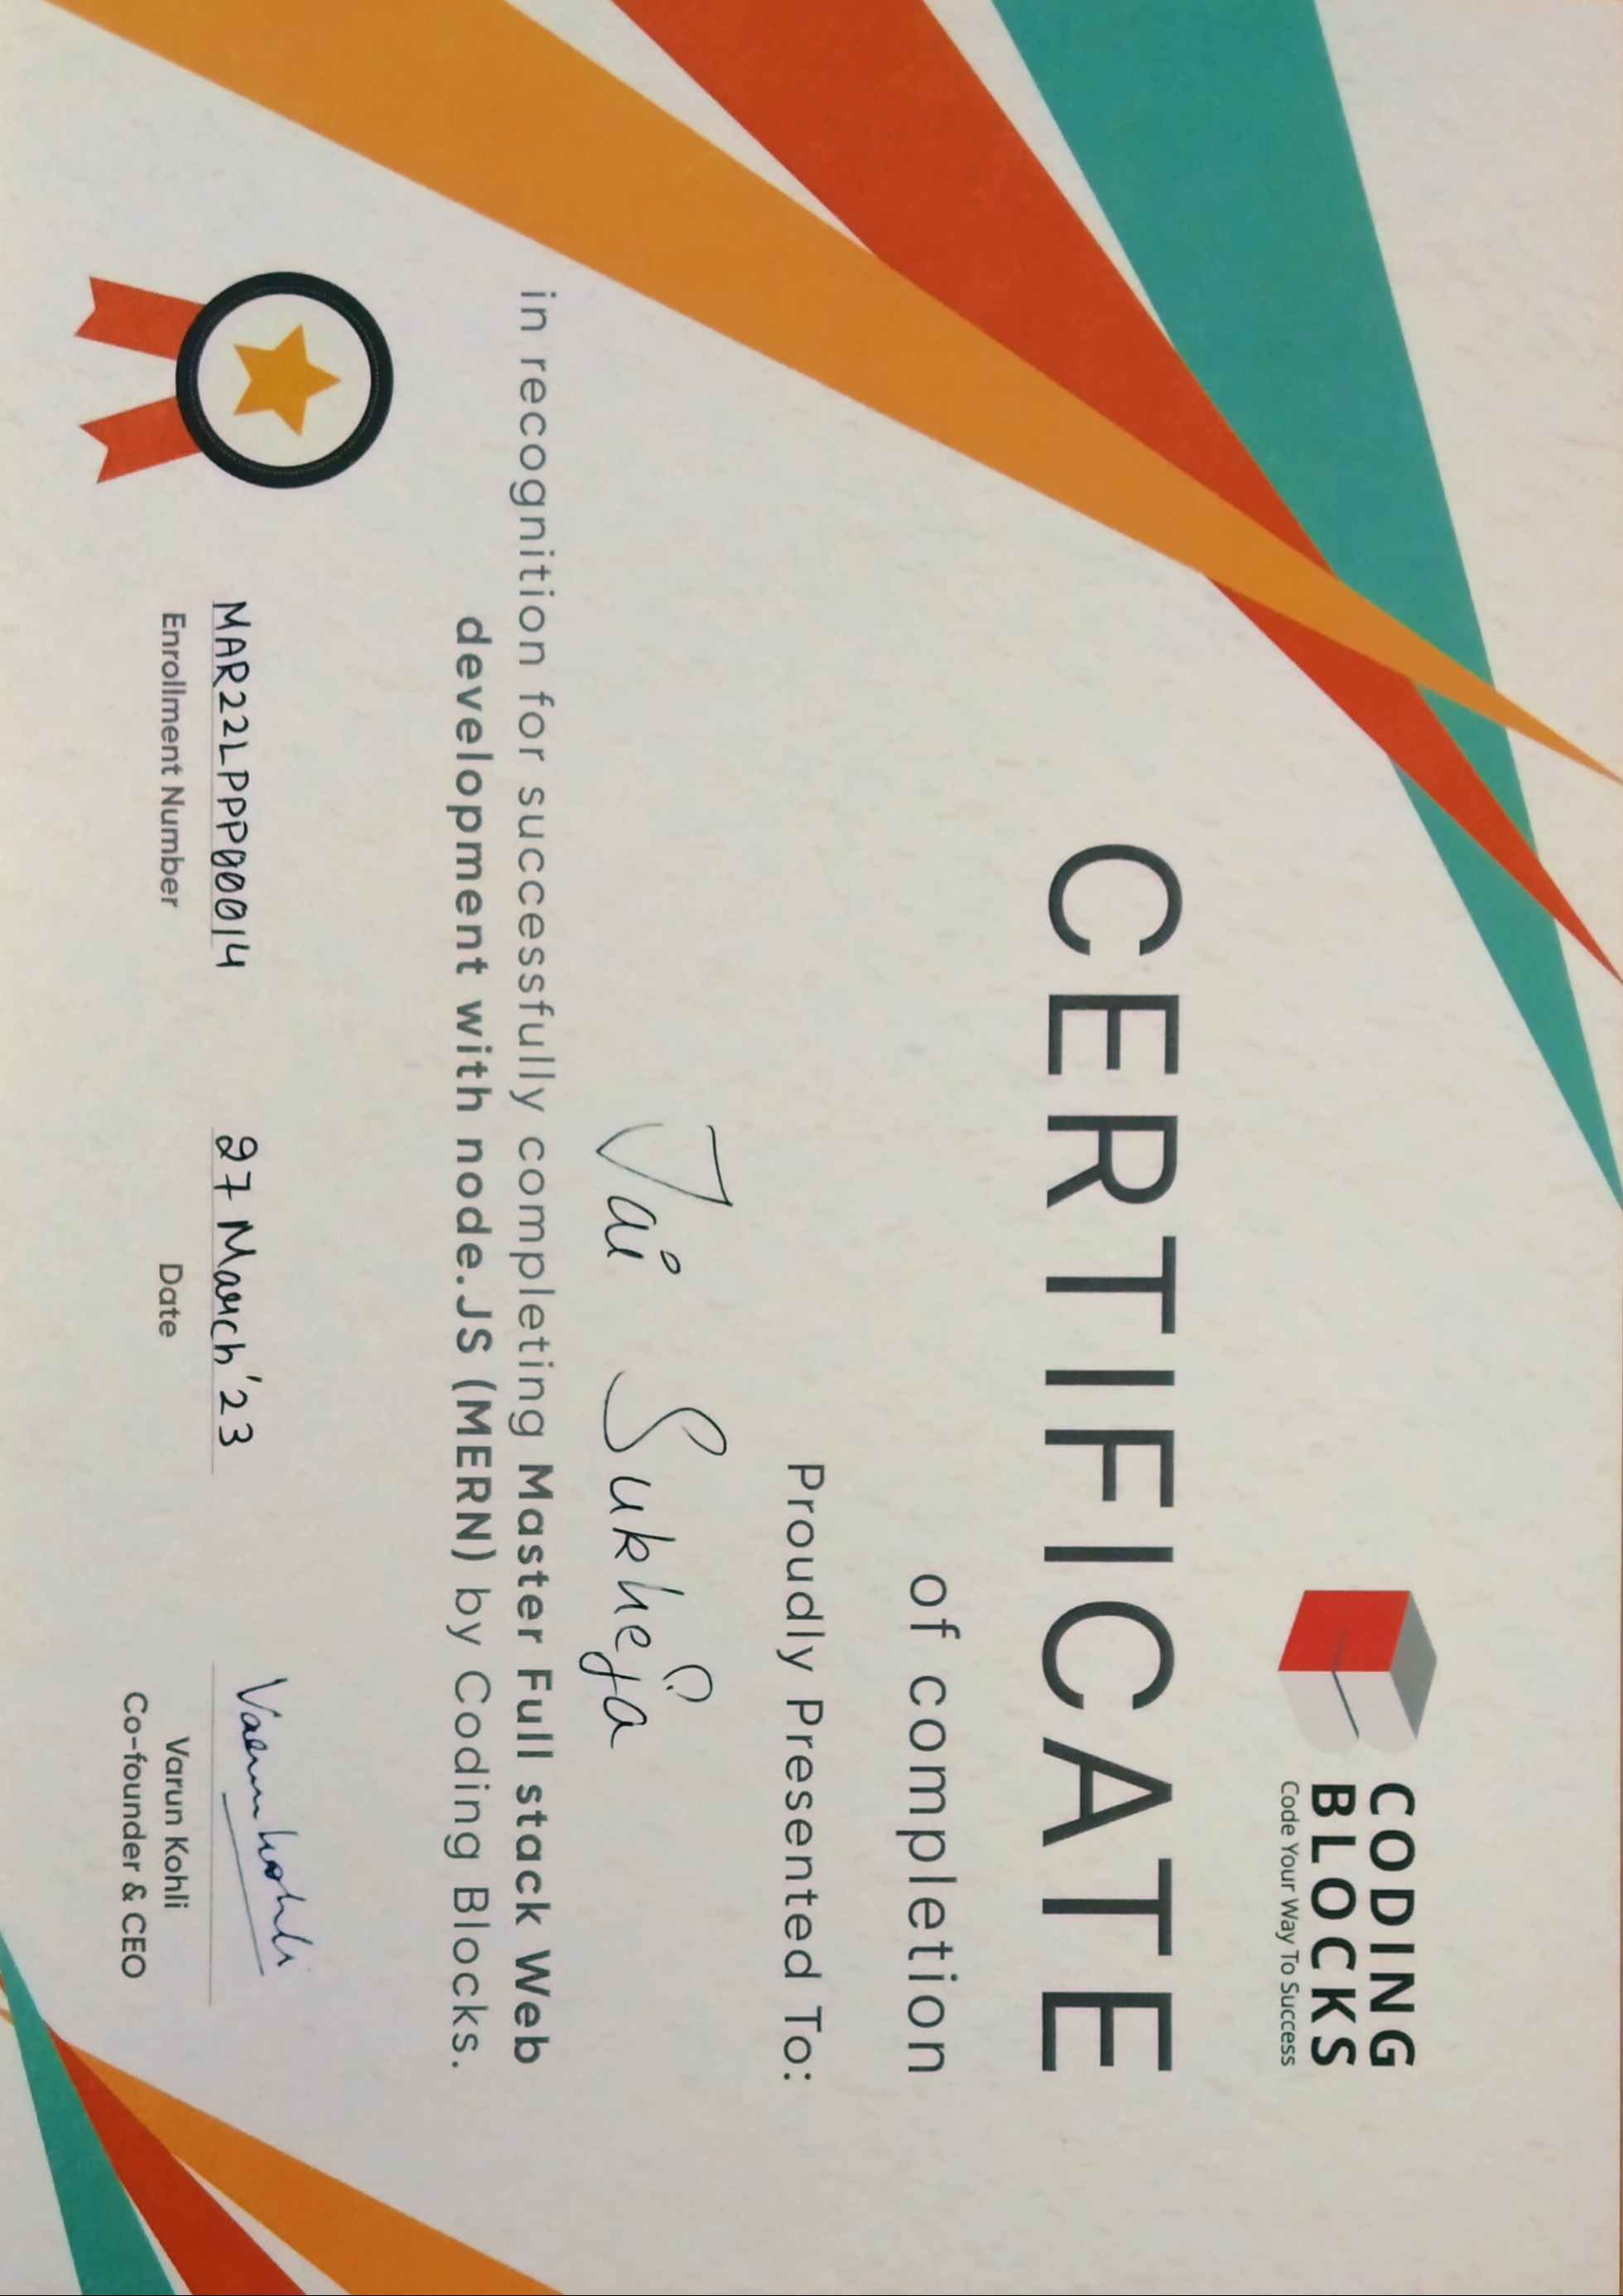 CODING
BLOCKS
Code Your Way To Success
CERTIFICATE
of completion
Proudly Presented To:
Jai Sukheja
in recognition for successfully completing Master Full stack Web
development with node.JS (MERN) by Coding Blocks.
MAR22LPPP00014
Enrollment Number
27 March '23
Date
Varun Kohli
Varun Kohli
Co-founder & CEO